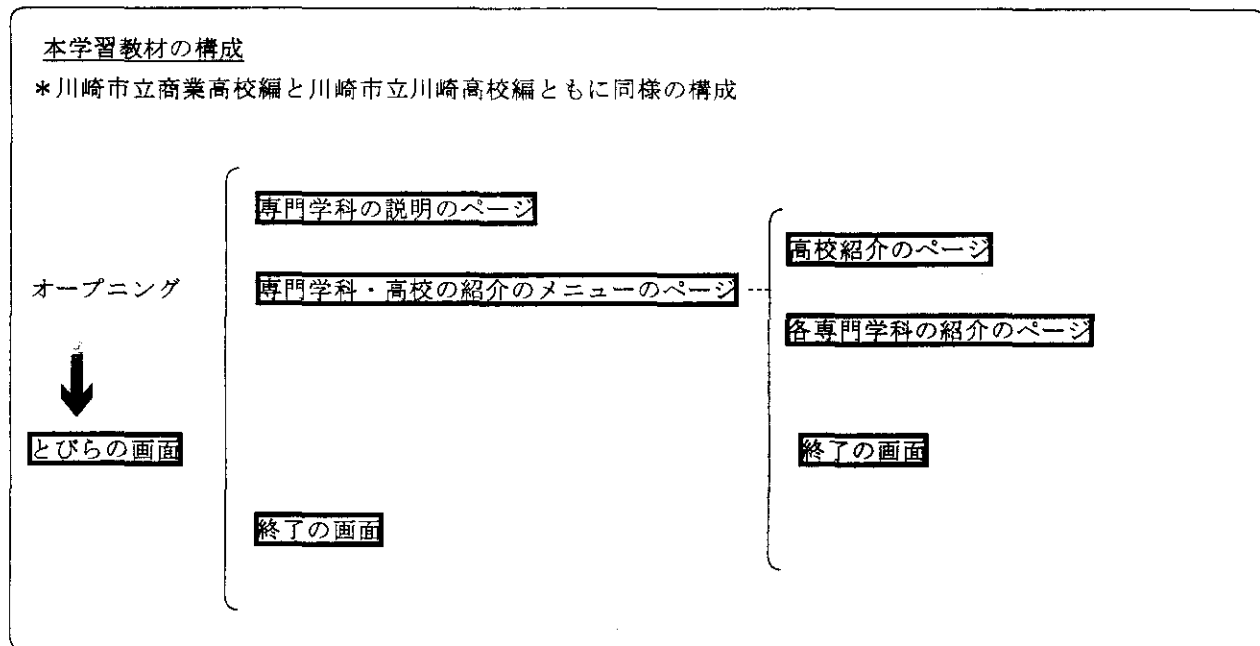 本学習教材の構成
*川崎市立商業高校編と川崎市立川崎高校編ともに同様の構成
オープニング
とびらの画面
専門学科の説明のページ
専門学科・高校の紹介のメニューのページ
終了の画面
高校紹介のページ
各専門学科の紹介のページ
終了の画面